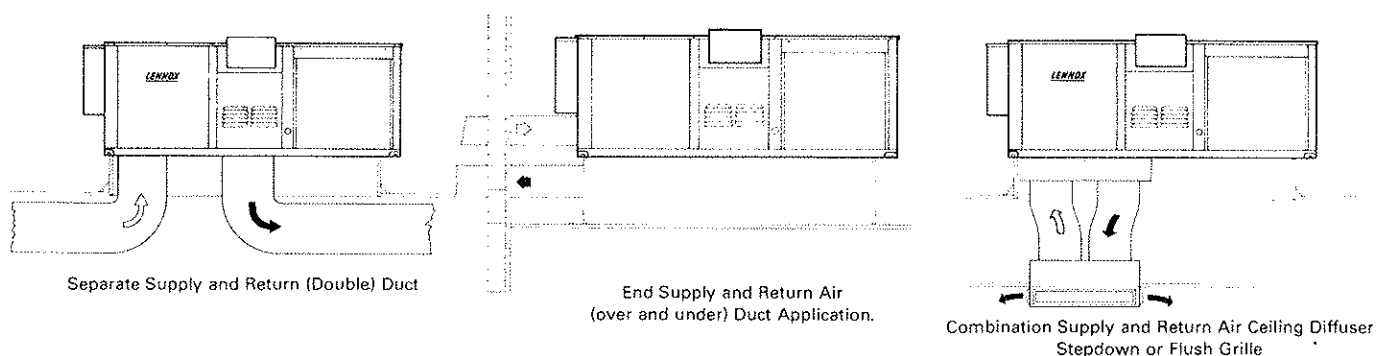 LENNOX
LENNOX
Separate Supply and Return (Double) Duct
End Supply and Return Air
(over and under) Duct Application.
Combination Supply and Return Air Ceiling Diffuser
Stepdown or Flush Grille